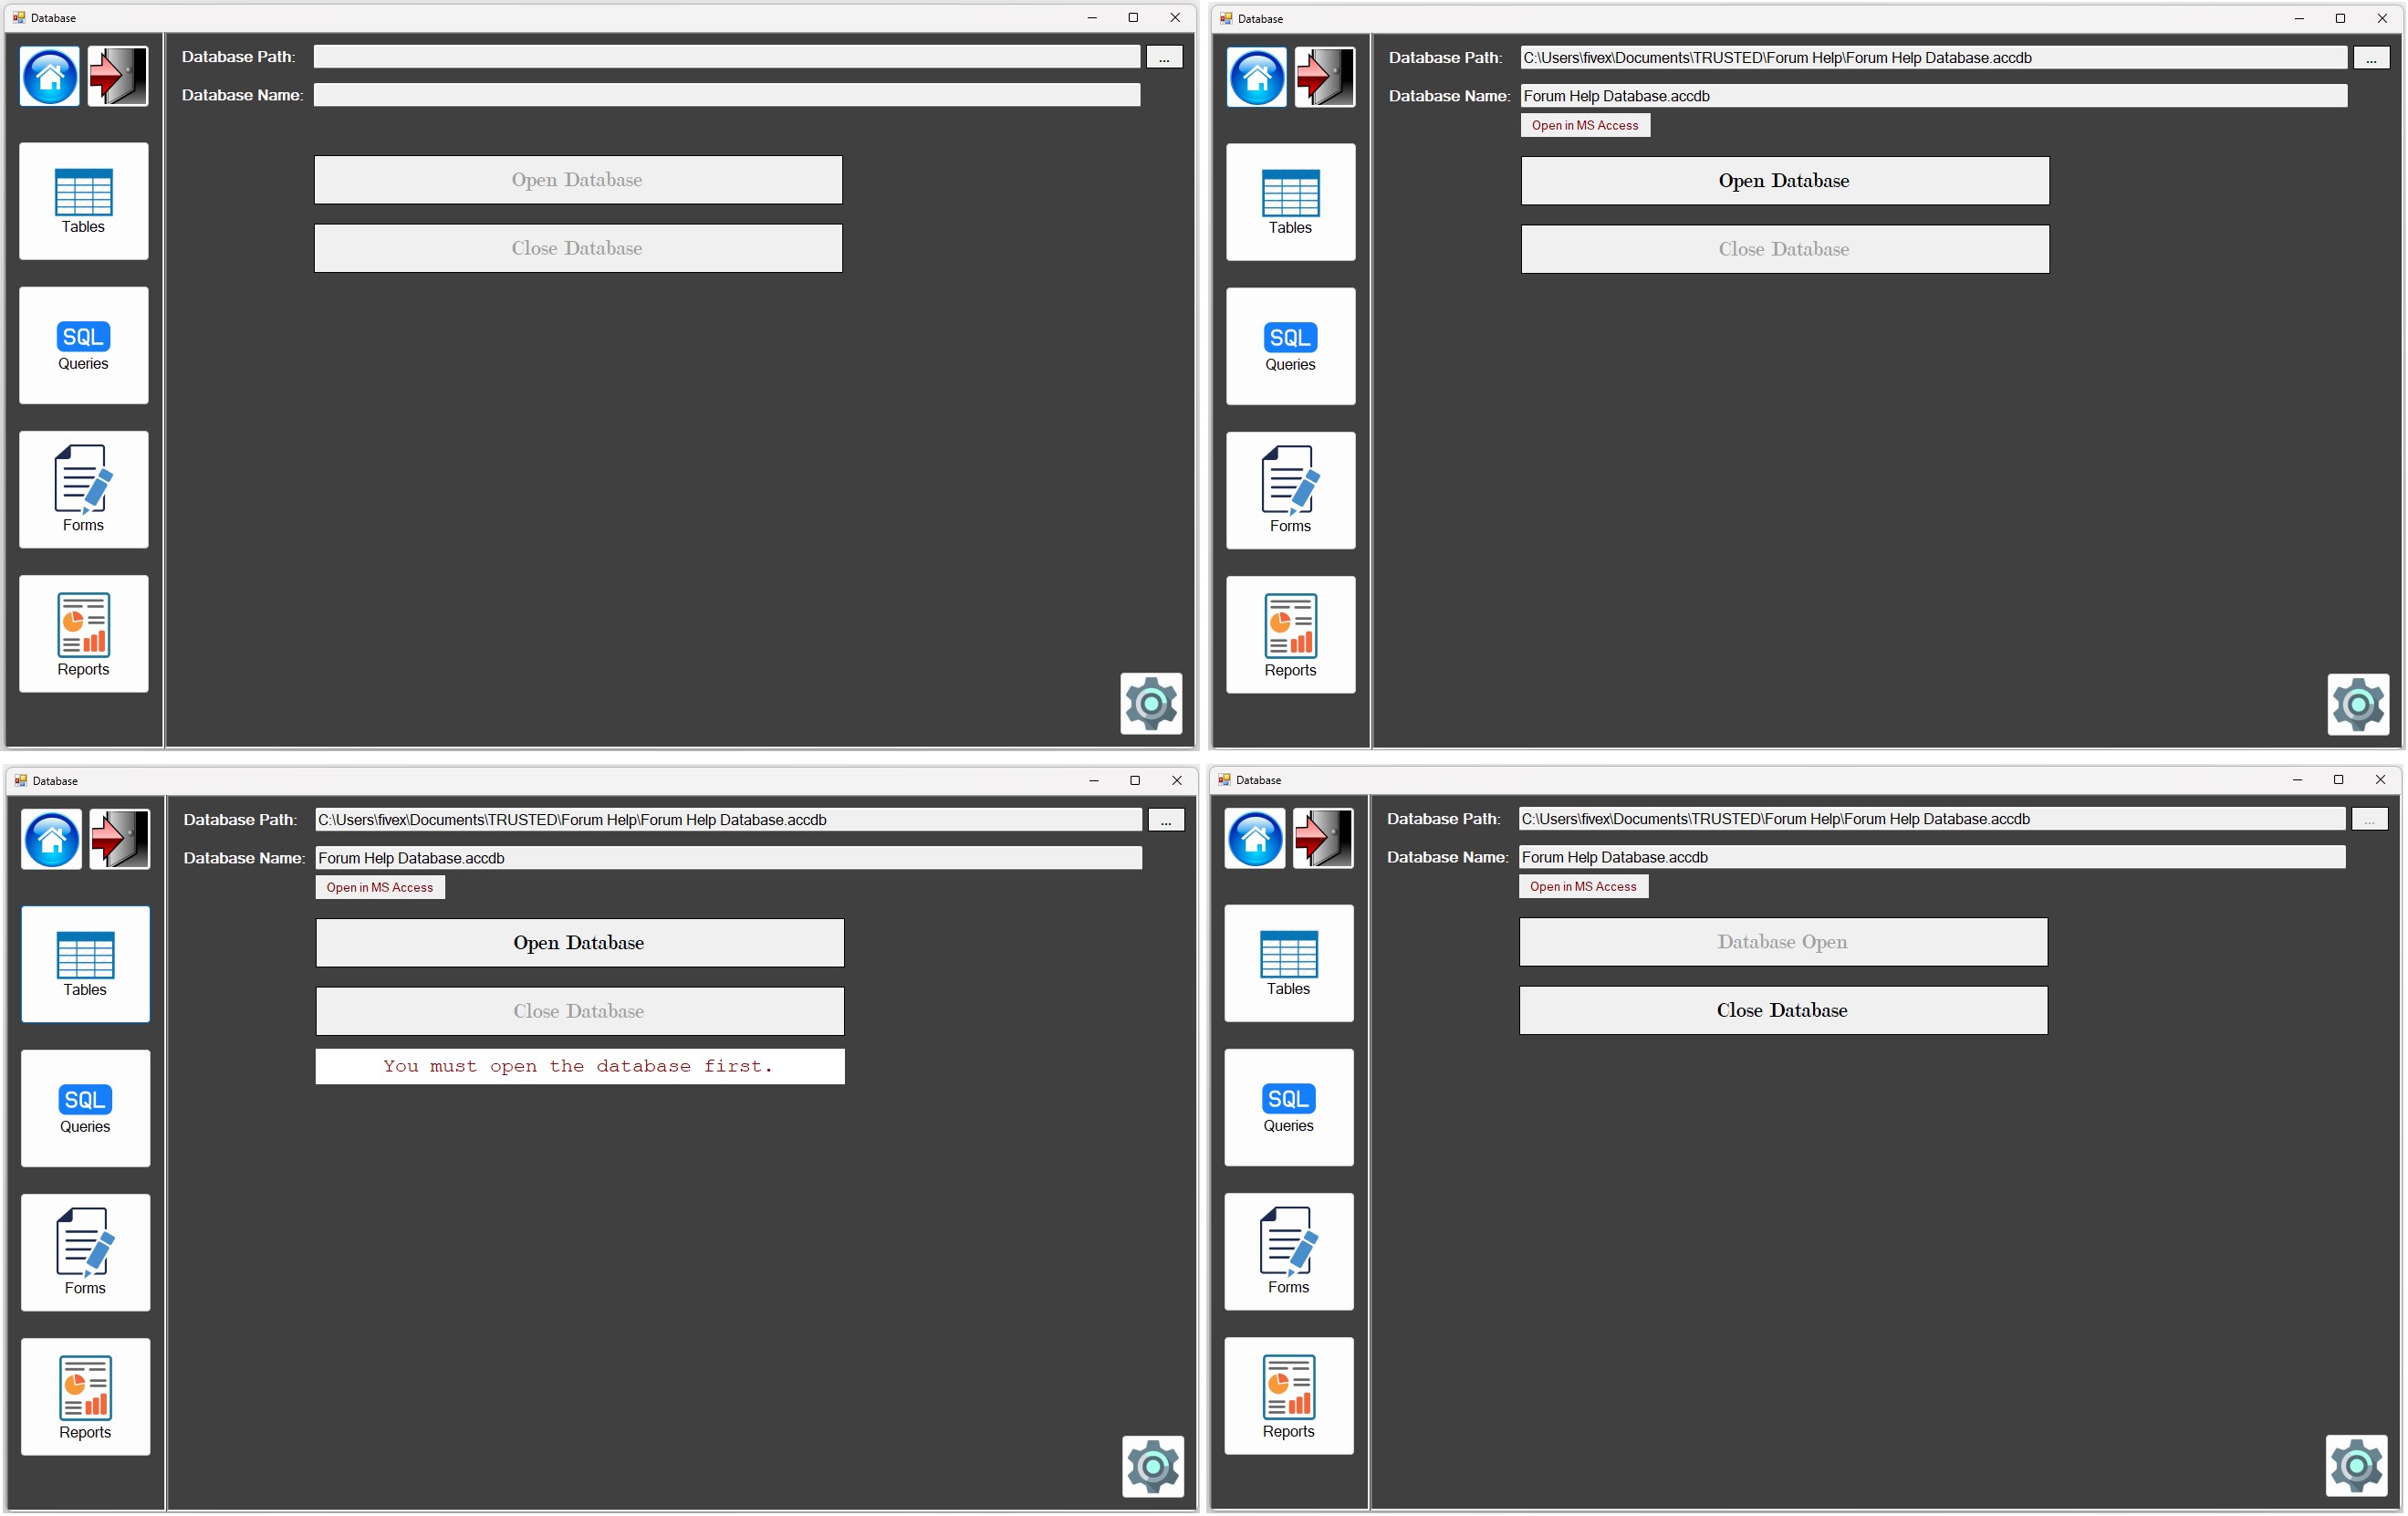 Database
Database Path:
...
Database Name:
Open Database
Close Database
Tables
SQL
Queries
Forms
Reports
Database
Database Path: C:\Users\fivex\Documents\TRUSTED\Forum Help\Forum Help Database.accdb
...
Database Name: Forum Help Database.accdb
Open in MS Access
Open Database
Close Database
Tables
SQL
Queries
Forms
Reports
Database
Database Path: C:\Users\fivex\Documents\TRUSTED\Forum Help\Forum Help Database.accdb
...
Database Name: Forum Help Database.accdb
Open in MS Access
Open Database
Close Database
You must open the database first.
Tables
SQL
Queries
Forms
Reports
Database
Database Path: C:\Users\fivex\Documents\TRUSTED\Forum Help\Forum Help Database.accdb
...
Database Name: Forum Help Database.accdb
Open in MS Access
Database Open
Close Database
Tables
SQL
Queries
Forms
Reports